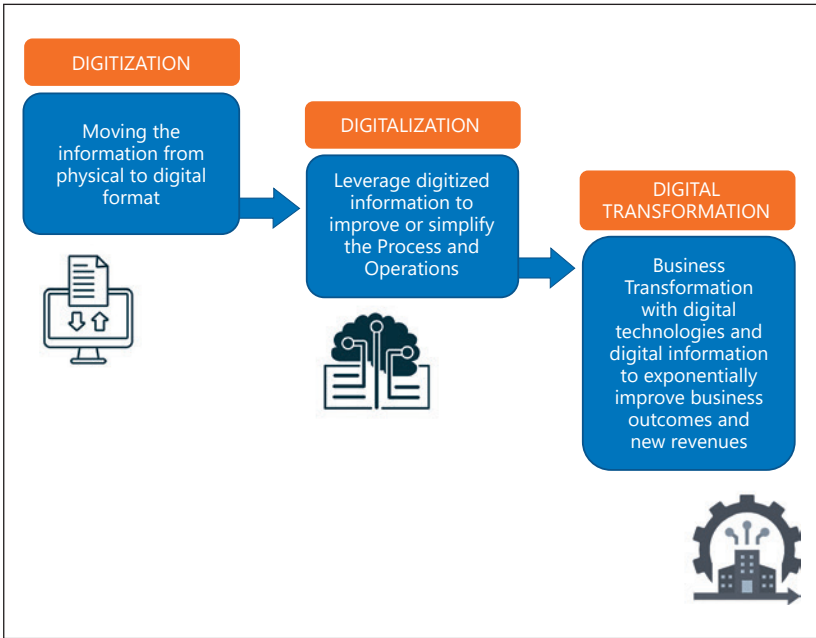 DIGITIZATION
Moving the
information from
physical to digital
format
DIGITALIZATION
Leverage digitized
information to
improve or simplify
the Process and
Operations
DIGITAL
TRANSFORMATION
Business
Transformation
with digital
technologies and
digital information
to exponentially
improve business
outcomes and
new revenues